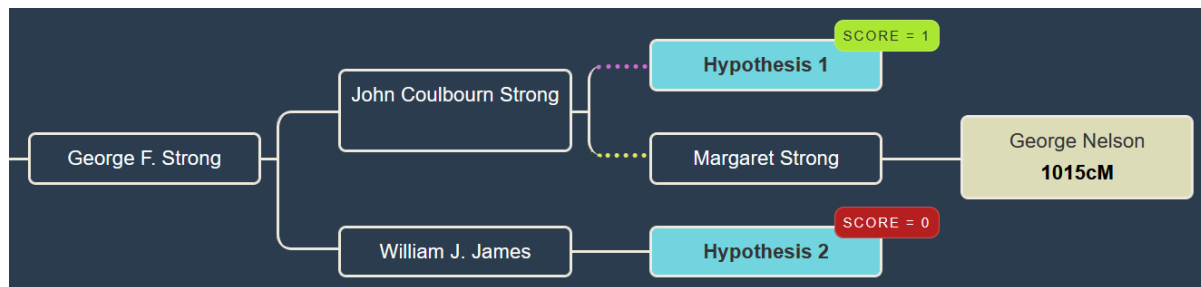 SCORE = 1
Hypothesis 1
John Coulbourn Strong
George F. Strong
Margaret Strong
George Nelson
1015cM
SCORE = 0
William J. James
Hypothesis 2